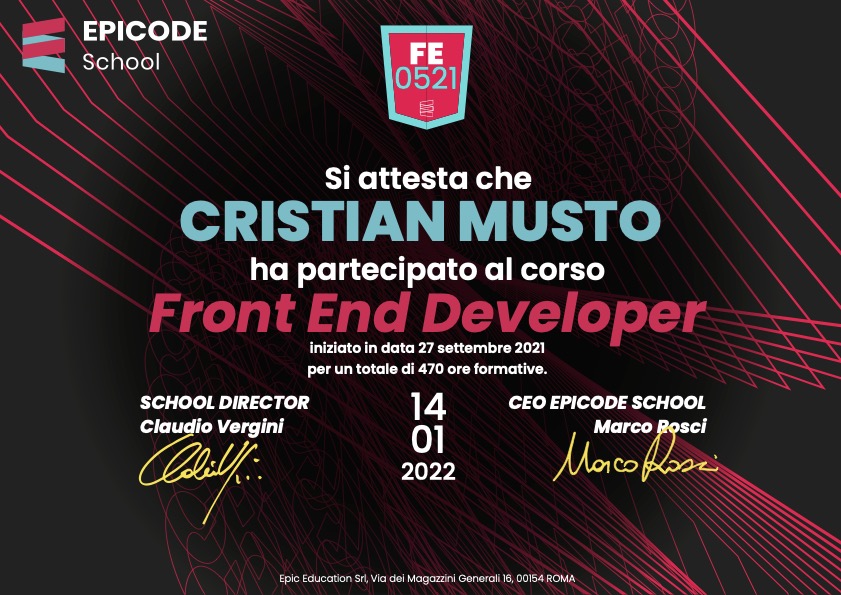 EPICODE
School
FE
0521
Si attesta che
CRISTIAN MUSTO
ha partecipato al corso
Front End Developer
iniziato in data 27 settembre 2021
per un totale di 470 ore formative.
SCHOOL DIRECTOR
Claudio Vergini
14
01
2022
CEO EPICODE SCHOOL
Marco Rosci
Marco Rosci
Epic Education Srl, Via dei Magazzini Generali 16, 00154 ROMA